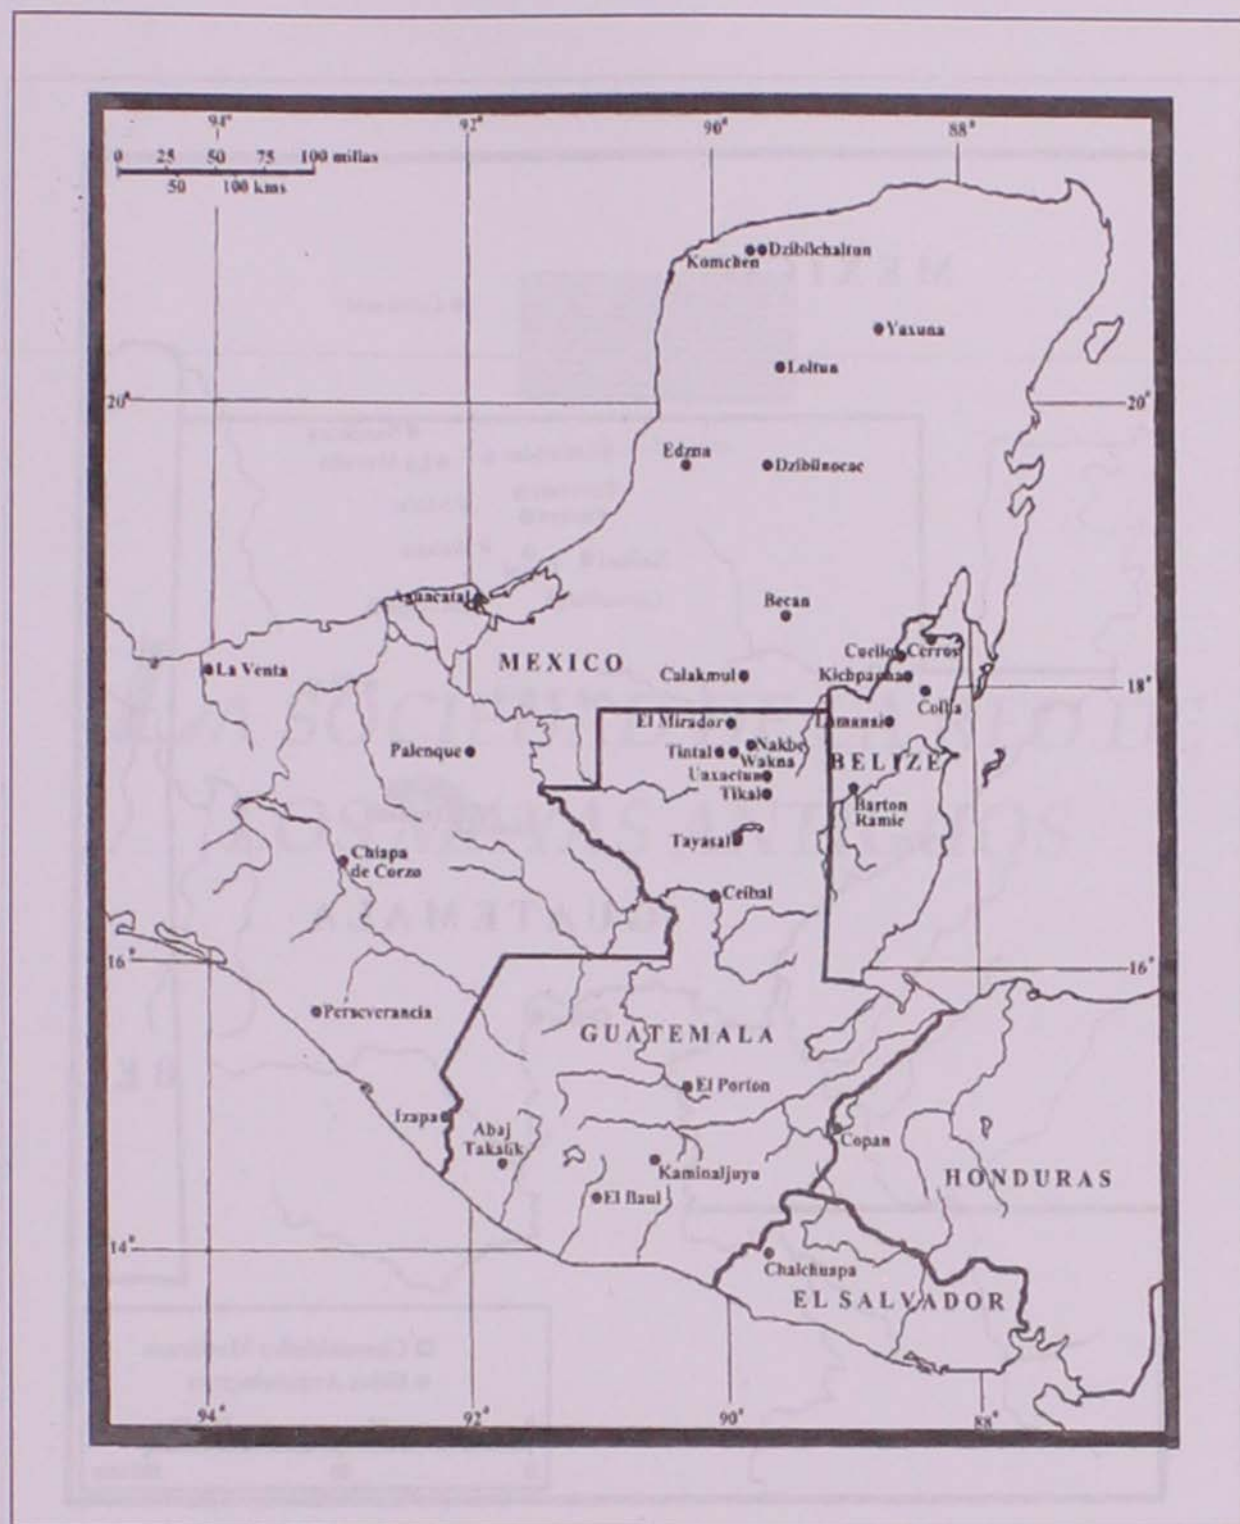 94° 92° 90° 88°
0 25 50 75 100 millas
50 100 kms
Dzibilchaltun
Komchen
Yaxuna
Loltun
20° 20°
Edzna
Dzibilnocac
Aguacatal
Becan
Cuello Cerros
MEXICO
La Venta
Calakmul
Kichpanha
18°
Colha
El Mirador
Lamanai
Palenque
Tintal
Nakbe
Wakna
BELIZE
Uaxactun
Tikal
Barton
Ramie
Tayasal
Chiapa
de Corzo
Ceibal
16° 16°
Perseverancia
GUATEMALA
El Porton
Izapa
Abaj
Takalik
Copan
Kaminaljuyu
HONDURAS
El Baul
14°
Chalchuapa
EL SALVADOR
94° 92° 90° 88°